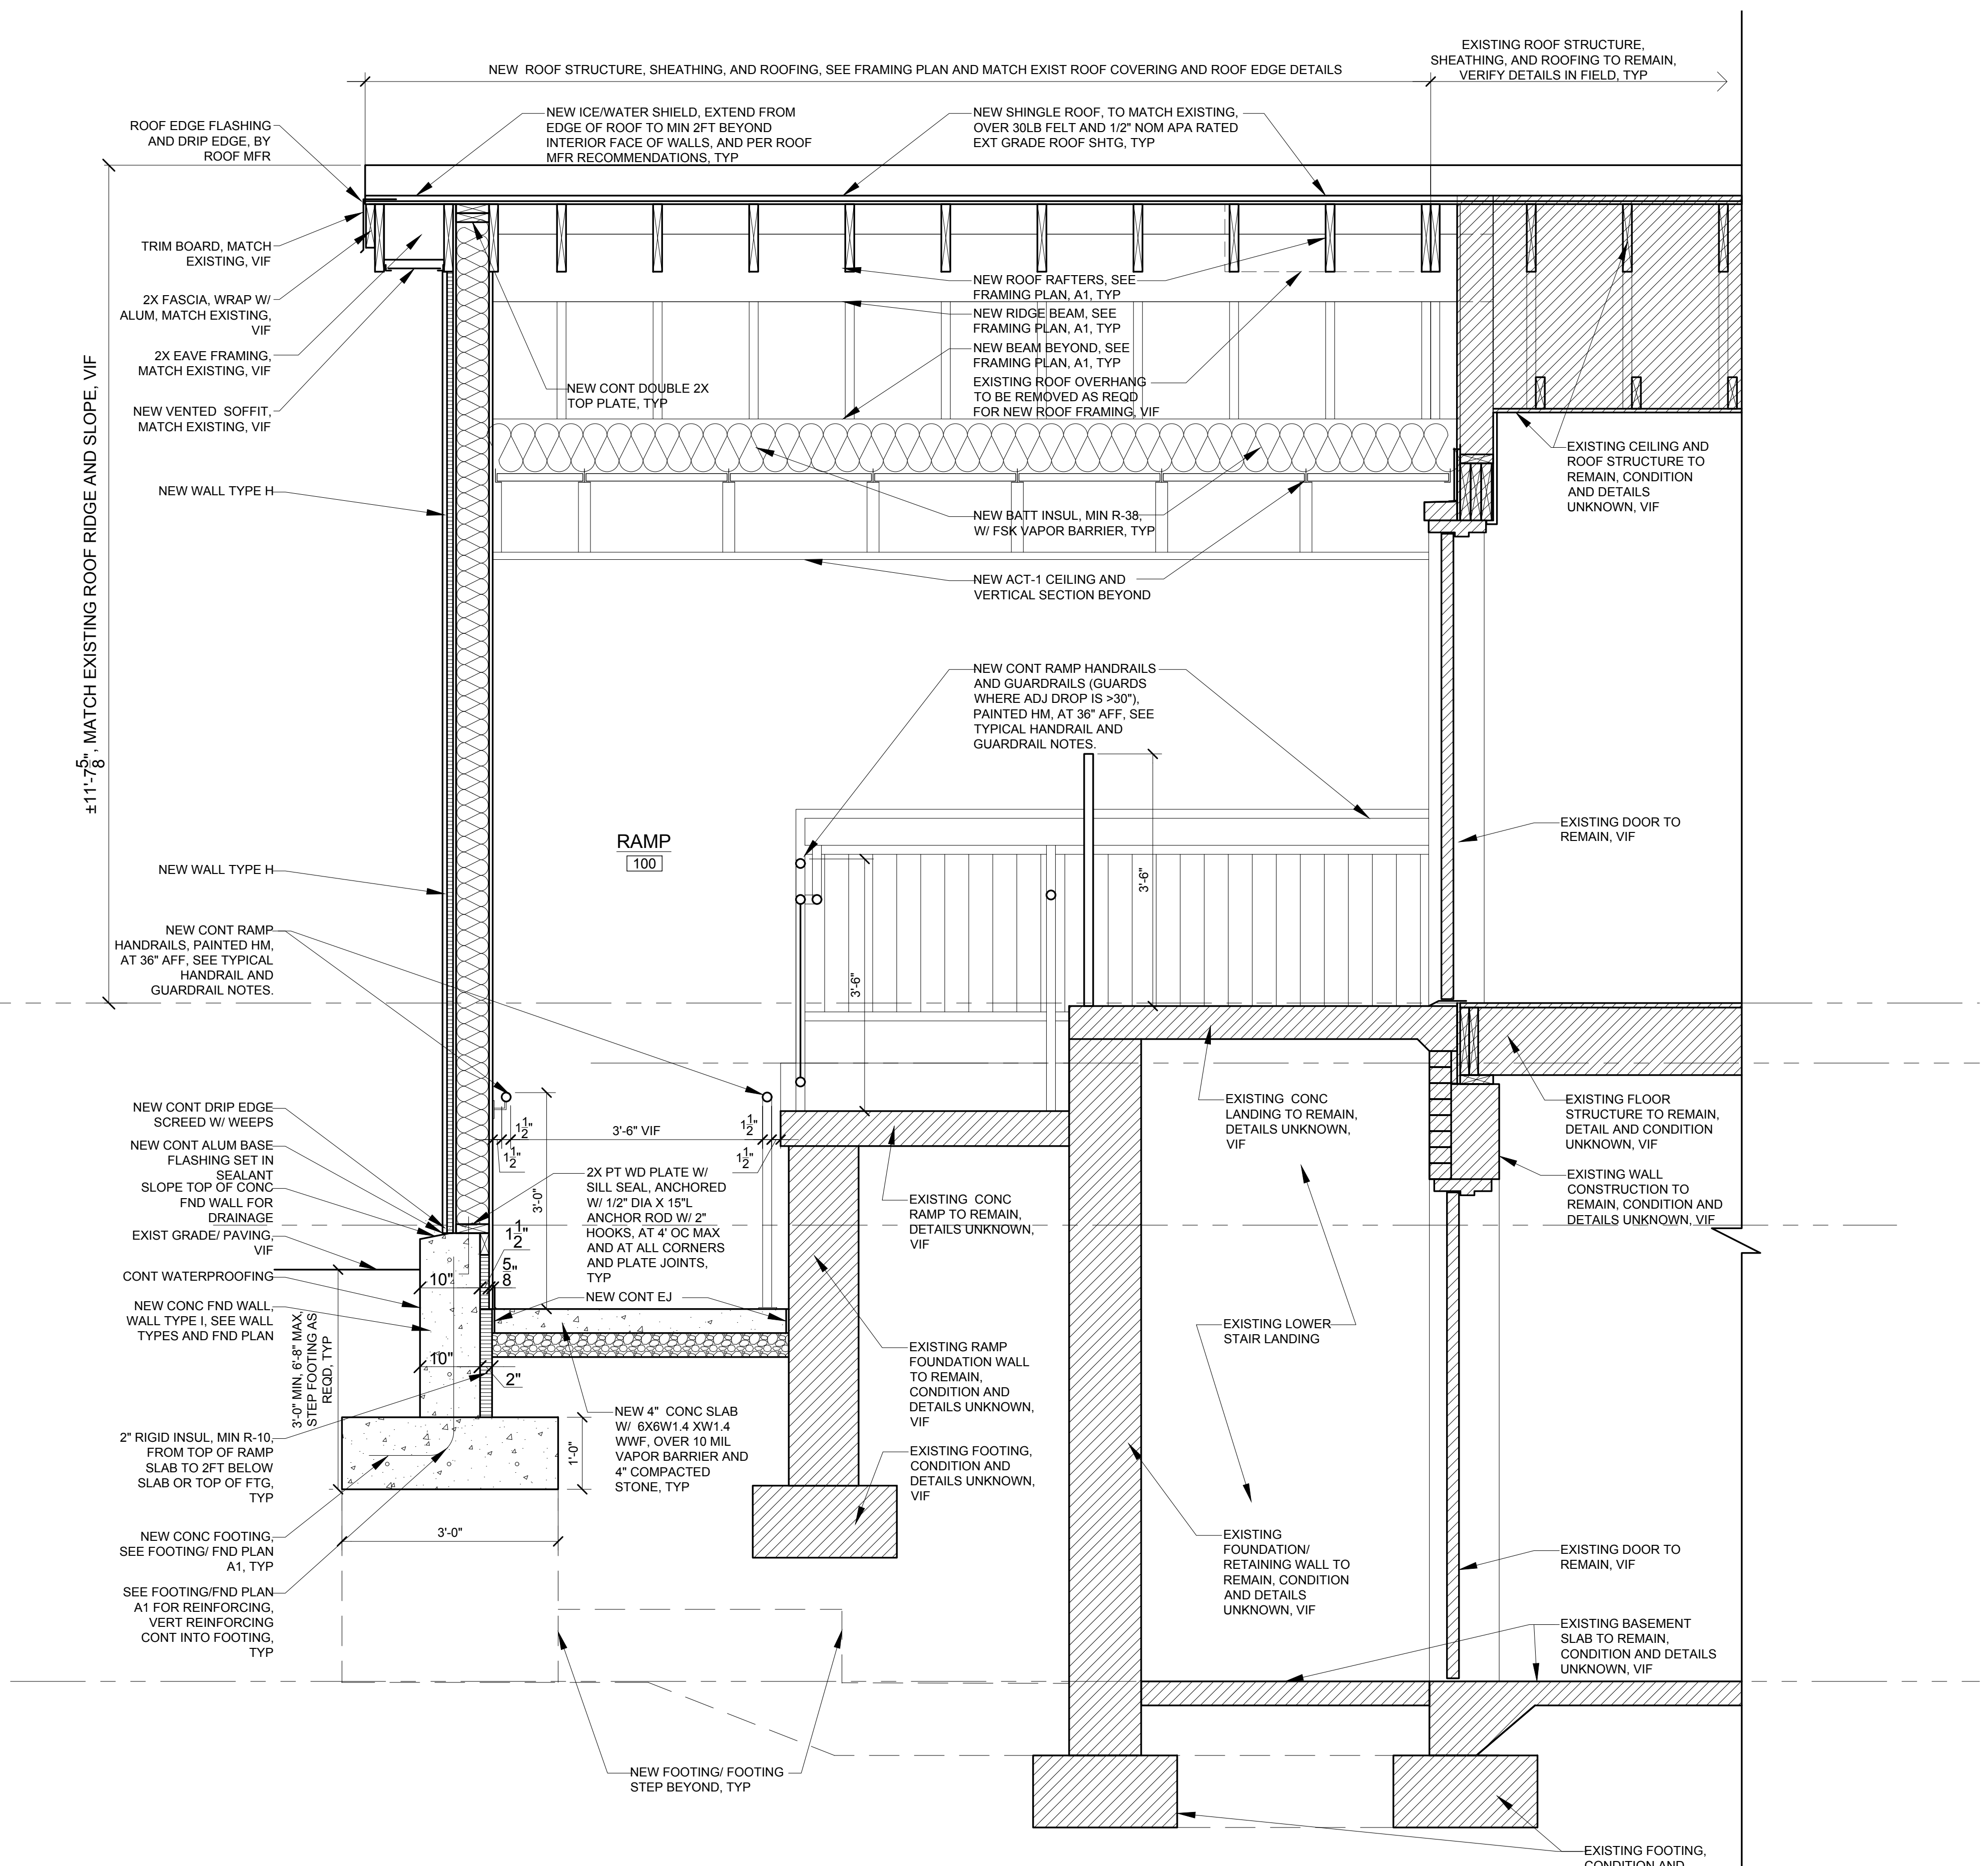 NEW ROOF STRUCTURE, SHEATHING, AND ROOFING, SEE FRAMING PLAN AND MATCH EXIST ROOF COVERING AND ROOF EDGE DETAILS
EXISTING ROOF STRUCTURE,
SHEATHING, AND ROOFING TO REMAIN,
VERIFY DETAILS IN FIELD, TYP
ROOF EDGE FLASHING
AND DRIP EDGE, BY
ROOF MFR
NEW ICE/WATER SHIELD, EXTEND FROM
EDGE OF ROOF TO MIN 2FT BEYOND
INTERIOR FACE OF WALLS, AND PER ROOF
MFR RECOMMENDATIONS, TYP
NEW SHINGLE ROOF, TO MATCH EXISTING,
OVER 30LB FELT AND 1/2" NOM APA RATED
EXT GRADE ROOF SHTG, TYP
TRIM BOARD, MATCH
EXISTING, VIF
2X FASCIA, WRAP W/
ALUM, MATCH EXISTING,
VIF
2X EAVE FRAMING,
MATCH EXISTING, VIF
NEW VENTED SOFFIT,
MATCH EXISTING, VIF
NEW WALL TYPE H
±11'-7 5/8", MATCH EXISTING ROOF RIDGE AND SLOPE, VIF
NEW CONT DOUBLE 2X
TOP PLATE, TYP
NEW ROOF RAFTERS, SEE
FRAMING PLAN, A1, TYP
NEW RIDGE BEAM, SEE
FRAMING PLAN, A1, TYP
NEW BEAM BEYOND, SEE
FRAMING PLAN, A1, TYP
EXISTING ROOF OVERHANG
TO BE REMOVED AS REQD
FOR NEW ROOF FRAMING, VIF
EXISTING CEILING AND
ROOF STRUCTURE TO
REMAIN, CONDITION
AND DETAILS
UNKNOWN, VIF
NEW BATT INSUL, MIN R-38,
W/ FSK VAPOR BARRIER, TYP
NEW ACT-1 CEILING AND
VERTICAL SECTION BEYOND
NEW CONT RAMP HANDRAILS
AND GUARDRAILS (GUARDS
WHERE ADJ DROP IS >30"),
PAINTED HM, AT 36" AFF, SEE
TYPICAL HANDRAIL AND
GUARDRAIL NOTES.
RAMP
100
EXISTING DOOR TO
REMAIN, VIF
3'-6"
3'-6"
NEW WALL TYPE H
NEW CONT RAMP
HANDRAILS, PAINTED HM,
AT 36" AFF, SEE TYPICAL
HANDRAIL AND
GUARDRAIL NOTES.
NEW CONT DRIP EDGE
SCREED W/ WEEPS
NEW CONT ALUM BASE
FLASHING SET IN
SEALANT
SLOPE TOP OF CONC
FND WALL FOR
DRAINAGE
EXIST GRADE/ PAVING,
VIF
CONT WATERPROOFING
NEW CONC FND WALL,
WALL TYPE I, SEE WALL
TYPES AND FND PLAN
3'-0" MIN, 6'-8" MAX,
STEP FOOTING AS
REQD, TYP
2" RIGID INSUL, MIN R-10,
FROM TOP OF RAMP
SLAB TO 2FT BELOW
SLAB OR TOP OF FTG,
TYP
NEW CONC FOOTING,
SEE FOOTING/ FND PLAN
A1, TYP
SEE FOOTING/FND PLAN
A1 FOR REINFORCING,
VERT REINFORCING
CONT INTO FOOTING,
TYP
1 1/2"
1 1/2"
3'-6" VIF
1 1/2"
1 1/2"
3'-0"
2X PT WD PLATE W/
SILL SEAL, ANCHORED
W/ 1/2" DIA X 15"L
ANCHOR ROD W/ 2"
HOOKS, AT 4' OC MAX
AND AT ALL CORNERS
AND PLATE JOINTS,
TYP
1 1/2"
5/8"
10"
NEW CONT EJ
10"
2"
NEW 4" CONC SLAB
W/ 6X6W1.4 XW1.4
WWF, OVER 10 MIL
VAPOR BARRIER AND
4" COMPACTED
STONE, TYP
1'-0"
3'-0"
EXISTING CONC
RAMP TO REMAIN,
DETAILS UNKNOWN,
VIF
EXISTING RAMP
FOUNDATION WALL
TO REMAIN,
CONDITION AND
DETAILS UNKNOWN,
VIF
EXISTING FOOTING,
CONDITION AND
DETAILS UNKNOWN,
VIF
EXISTING CONC
LANDING TO REMAIN,
DETAILS UNKNOWN,
VIF
EXISTING LOWER
STAIR LANDING
EXISTING
FOUNDATION/
RETAINING WALL TO
REMAIN, CONDITION
AND DETAILS
UNKNOWN, VIF
EXISTING FLOOR
STRUCTURE TO REMAIN,
DETAIL AND CONDITION
UNKNOWN, VIF
EXISTING WALL
CONSTRUCTION TO
REMAIN, CONDITION AND
DETAILS UNKNOWN, VIF
EXISTING DOOR TO
REMAIN, VIF
EXISTING BASEMENT
SLAB TO REMAIN,
CONDITION AND DETAILS
UNKNOWN, VIF
NEW FOOTING/ FOOTING
STEP BEYOND, TYP
EXISTING FOOTING,
CONDITION AND